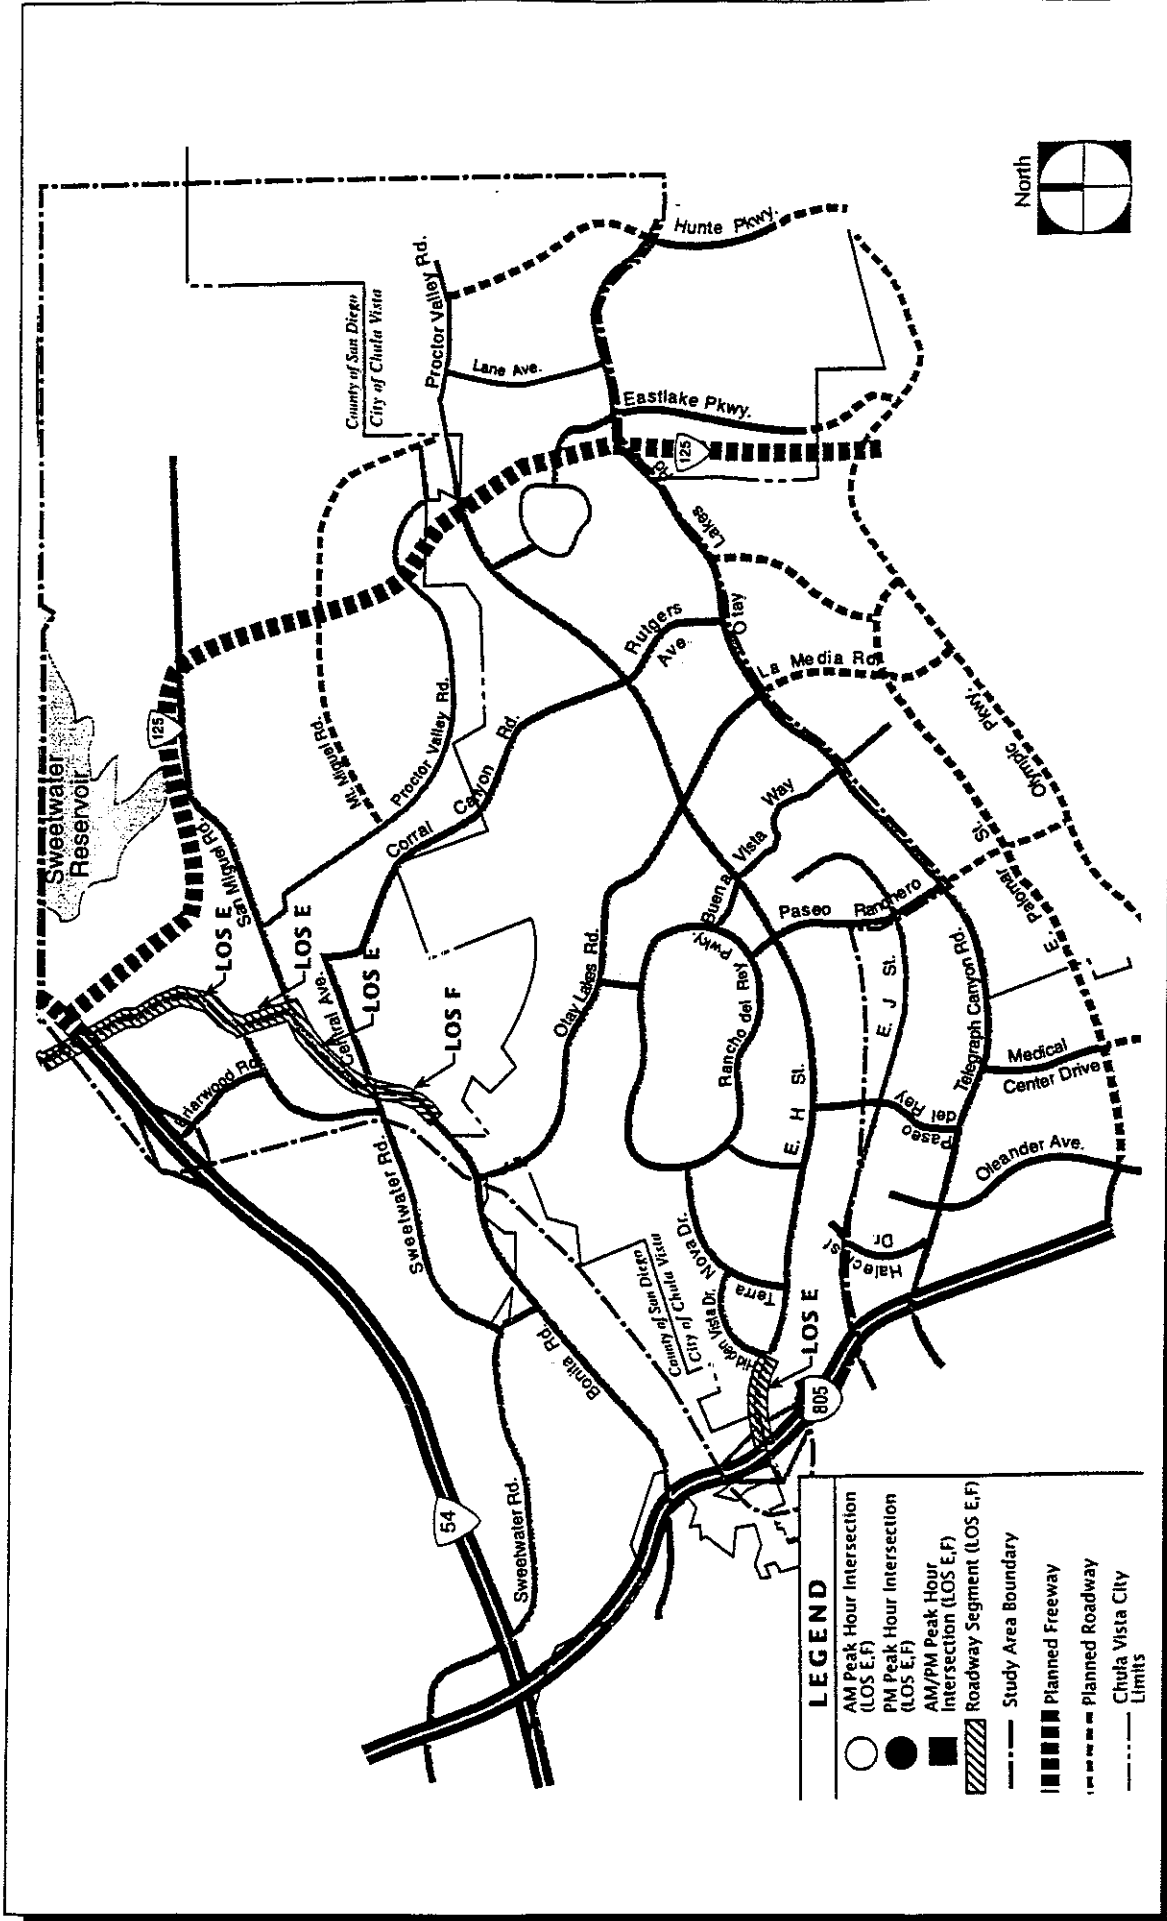 North
County of San Diego
City of Chula Vista
Proctor Valley Rd.
Hunte Pkwy.
Lane Ave.
Eastlake Pkwy.
125
Otay
Lakes
Rd
Sweetwater
Reservoir
125
San Miguel Rd.
Mt. Miguel Rd.
Proctor Valley Rd.
Corral
Canyon
Rd.
Rutgers
Ave.
La Media Rd.
Olympic
Pkwy.
E.
Palomar
St.
Buena
Vista
Way
Paseo
Ranchero
LOS E
LOS E
LOS E
LOS F
Central Ave.
Briarwood Rd.
Otay Lakes Rd.
Rancho del Rey
Pwky.
E. H St.
E. J St.
Telegraph Canyon Rd.
Medical
Center Drive
Paseo
del Rey
Oleander Ave.
Halecrest
Dr.
Sweetwater Rd.
Bonita Rd.
County of San Diego
City of Chula Vista
Terra
Nova Dr.
Hidden Vista Dr.
LOS E
805
54
Sweetwater Rd.
LEGEND
AM Peak Hour Intersection
(LOS E,F)
PM Peak Hour Intersection
(LOS E,F)
AM/PM Peak Hour
Intersection (LOS E,F)
Roadway Segment (LOS E,F)
Study Area Boundary
Planned Freeway
Planned Roadway
Chula Vista City
Limits